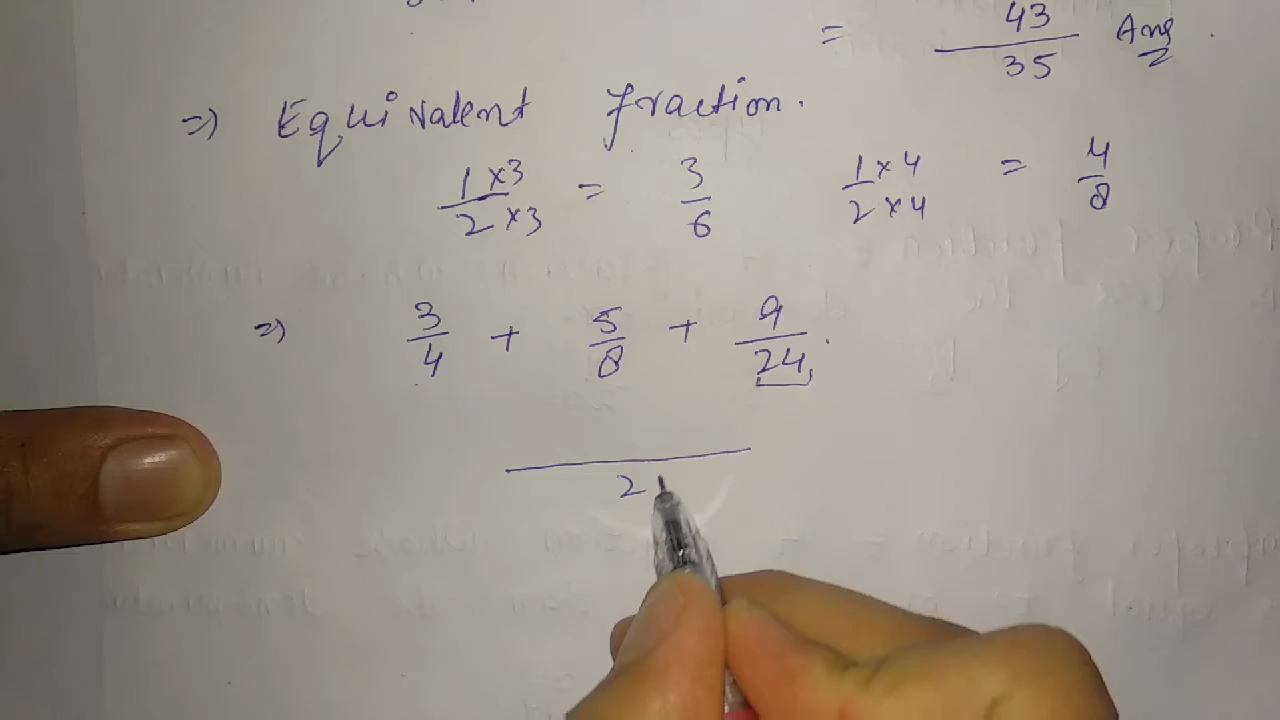 = 43/35 Ans.
=> Equivalent fraction.
1×3/2×3 = 3/6 1×4/2×4 = 4/8
=> 3/4 + 5/8 + 9/24.
2